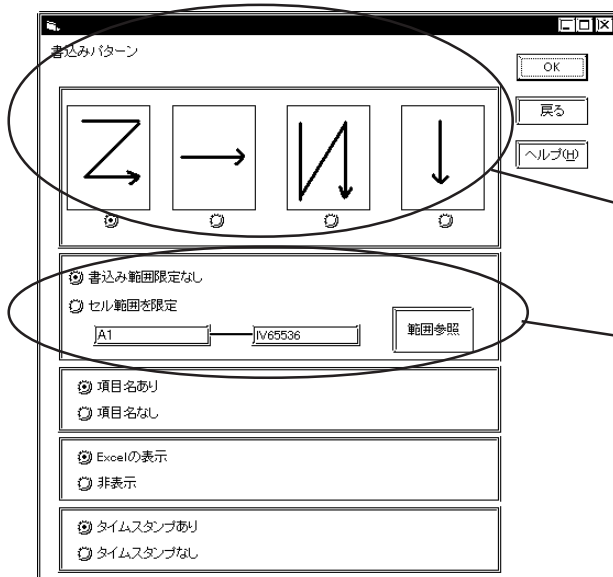 書込みパターン
OK
戻る
ヘルプ(H)
書込み範囲限定なし
セル範囲を限定
A1
IV65536
範囲参照
項目名あり
項目名なし
Excelの表示
非表示
タイムスタンプあり
タイムスタンプなし